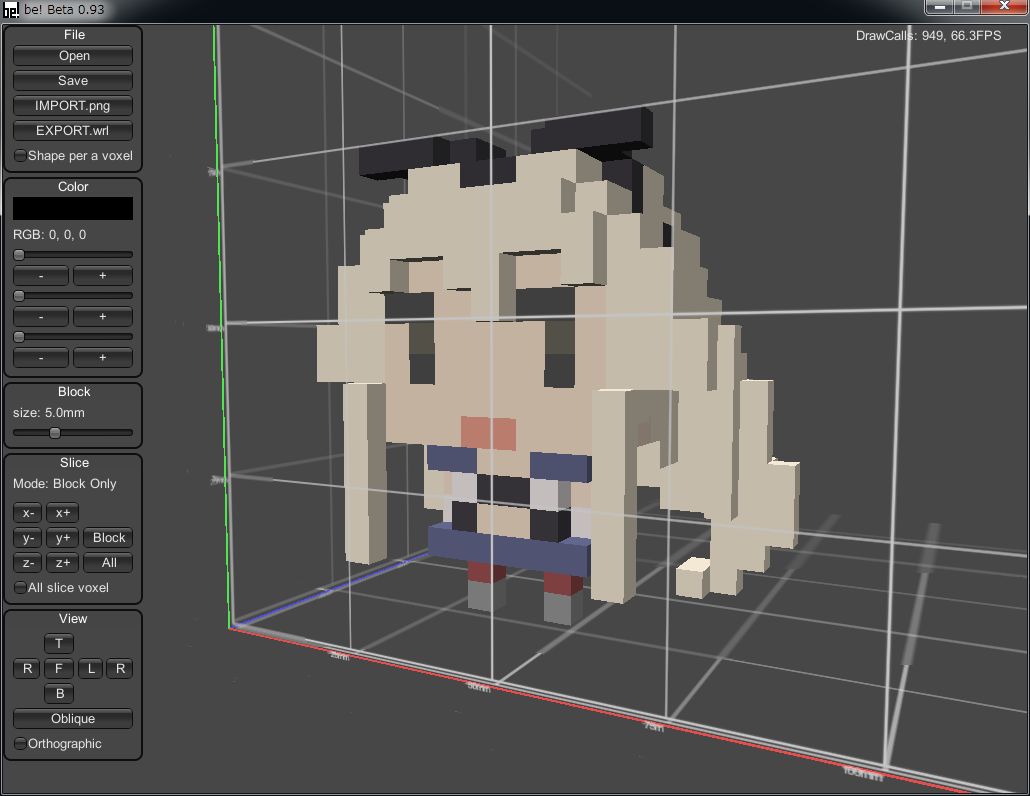 be! be! Beta 0.93
DrawCalls: 949, 66.3FPS
File
Open
Save
IMPORT.png
EXPORT.wrl
Shape per a voxel
Color
RGB: 0, 0, 0
- +
- +
- +
Block
size: 5.0mm
Slice
Mode: Block Only
x- x+
y- y+ Block
z- z+ All
All slice voxel
View
T
R F L R
B
Oblique
Orthographic
25mm
50mm
75mm
100mm